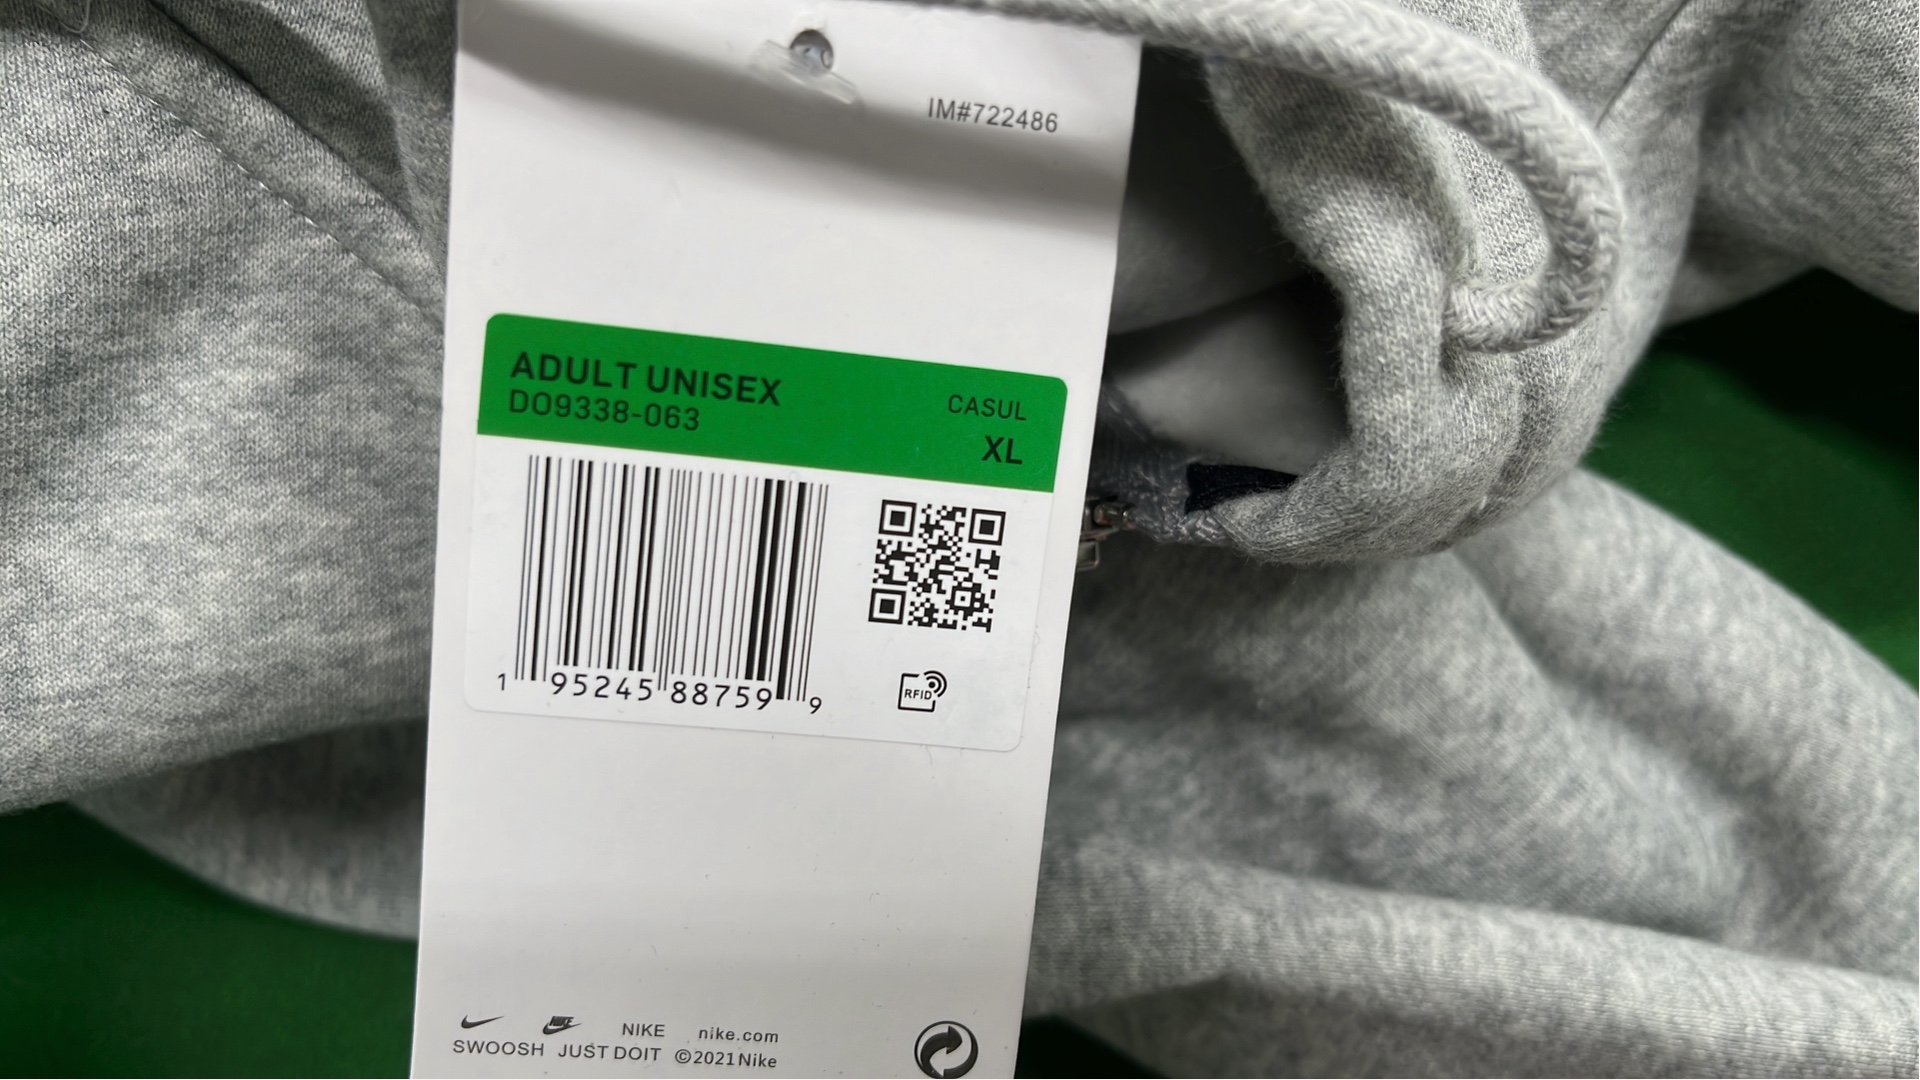 IM#722486
ADULT UNISEX
DO9338-063
CASUL
XL
1 95245 88759 9
RFID
NIKE nike.com
SWOOSH JUST DOIT ©2021 Nike